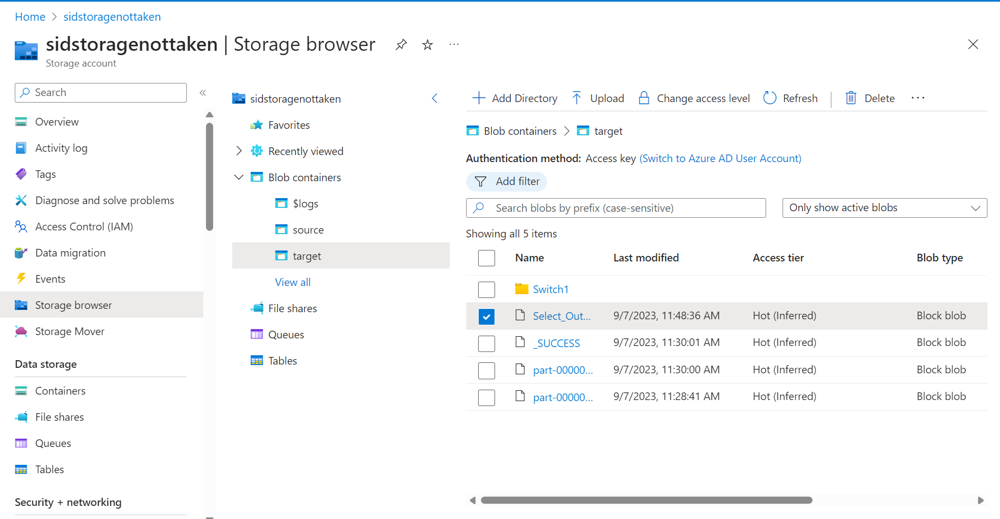 Home > sidstoragenottaken
sidstoragenottaken | Storage browser
Storage account
Search
Overview
Activity log
Tags
Diagnose and solve problems
Access Control (IAM)
Data migration
Events
Storage browser
Storage Mover
Data storage
Containers
File shares
Queues
Tables
Security + networking
sidstoragenottaken
Favorites
Recently viewed
Blob containers
$logs
source
target
View all
File shares
Queues
Tables
Add Directory Upload Change access level Refresh Delete
Blob containers > target
Authentication method: Access key (Switch to Azure AD User Account)
Add filter
Search blobs by prefix (case-sensitive) Only show active blobs
Showing all 5 items
Name Last modified Access tier Blob type
Switch1
Select_Out... 9/7/2023, 11:48:36 AM Hot (Inferred) Block blob
_SUCCESS 9/7/2023, 11:30:01 AM Hot (Inferred) Block blob
part-00000... 9/7/2023, 11:30:00 AM Hot (Inferred) Block blob
part-00000... 9/7/2023, 11:28:41 AM Hot (Inferred) Block blob